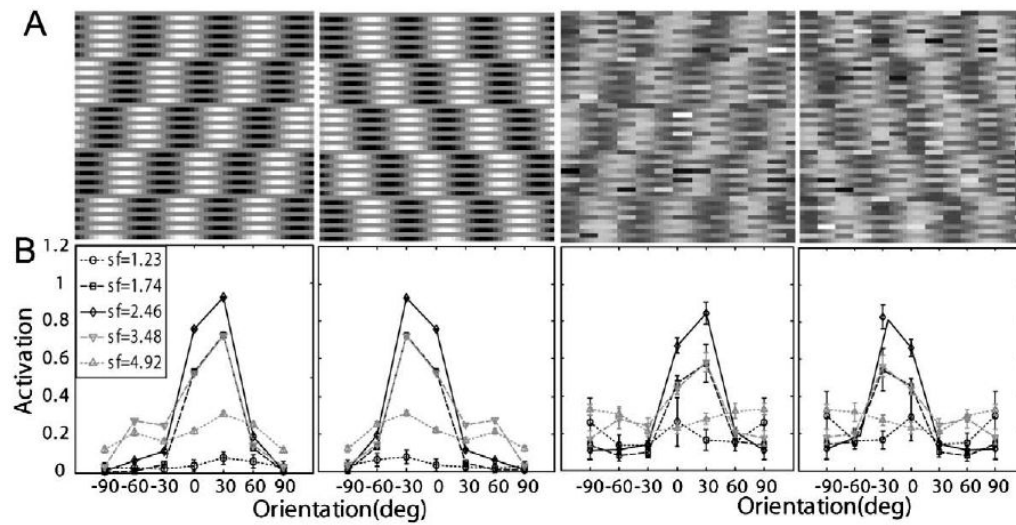 A
B
1.2
1
0.8
0.6
0.4
0.2
0
Activation
sf=1.23
sf=1.74
sf=2.46
sf=3.48
sf=4.92
-90-60-30 0 30 60 90 -90-60-30 0 30 60 90 -90 -60 -30 0 30 60 90 -90 -60 -30 0 30 60 90
Orientation(deg) Orientation(deg)